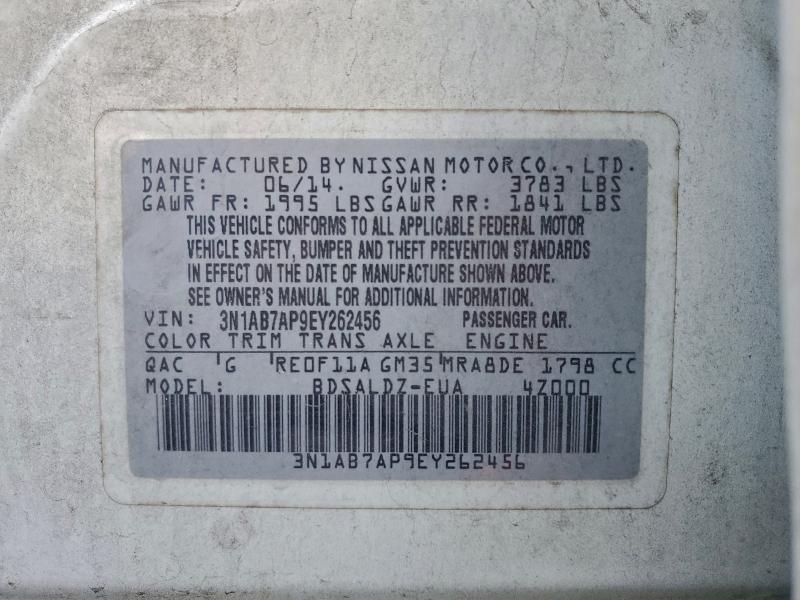 MANUFACTURED BY NISSAN MOTOR CO., LTD.
DATE: 06/14. GVWR: 3783 LBS
GAWR FR: 1995 LBS GAWR RR: 1841 LBS
THIS VEHICLE CONFORMS TO ALL APPLICABLE FEDERAL MOTOR
VEHICLE SAFETY, BUMPER AND THEFT PREVENTION STANDARDS
IN EFFECT ON THE DATE OF MANUFACTURE SHOWN ABOVE.
SEE OWNER'S MANUAL FOR ADDITIONAL INFORMATION.
VIN: 3N1AB7AP9EY262456 PASSENGER CAR.
COLOR TRIM TRANS AXLE ENGINE
QAC G RE0F11A GM35 MRA8DE 1798 CC
MODEL: BDSALDZ-EUA 4Z000
3N1AB7AP9EY262456